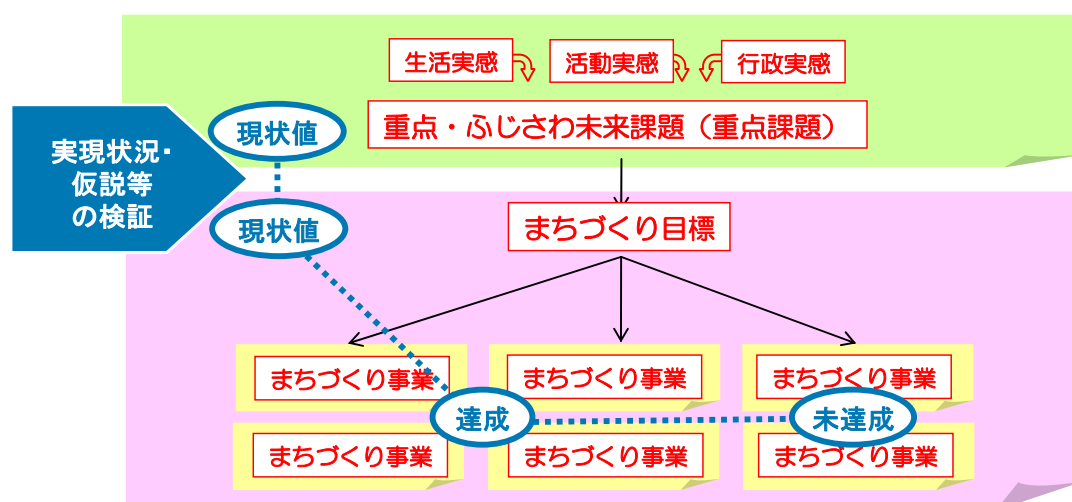 生活実感
活動実感
行政実感
重点・ふじさわ未来課題（重点課題）
現状値
実現状況・
仮説等
の検証
現状値
まちづくり目標
まちづくり事業
まちづくり事業
まちづくり事業
達成
未達成
まちづくり事業
まちづくり事業
まちづくり事業